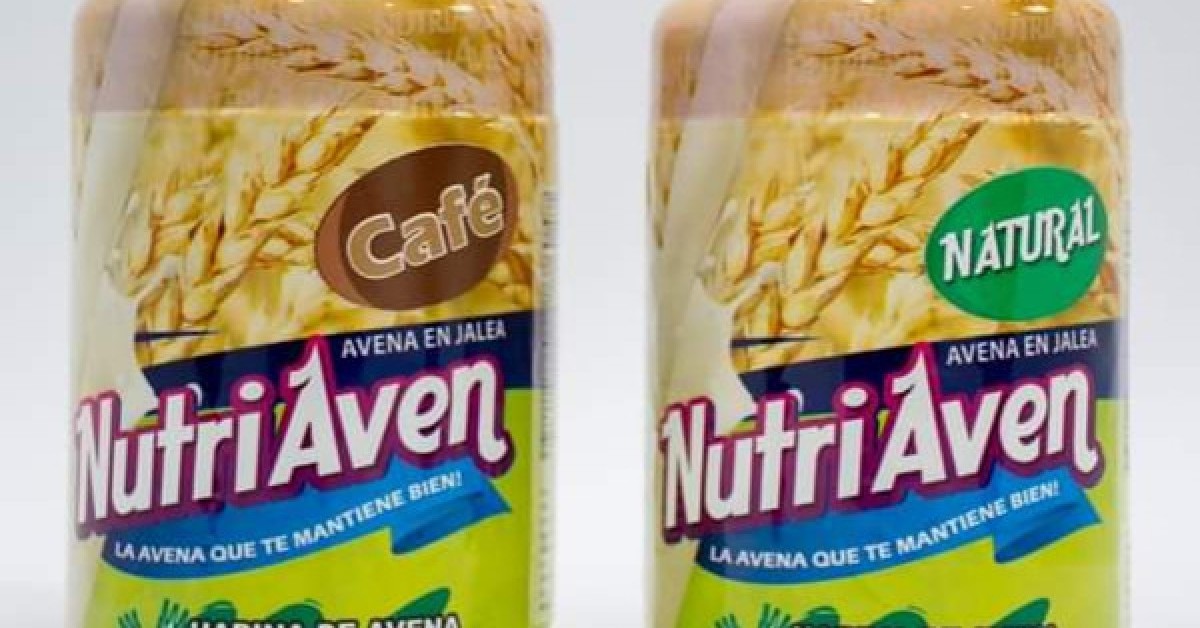 Café
AVENA EN JALEA
NutriAven
LA AVENA QUE TE MANTIENE BIEN!
HARINA DE AVENA
NATURAL
AVENA EN JALEA
NutriAven
LA AVENA QUE TE MANTIENE BIEN!